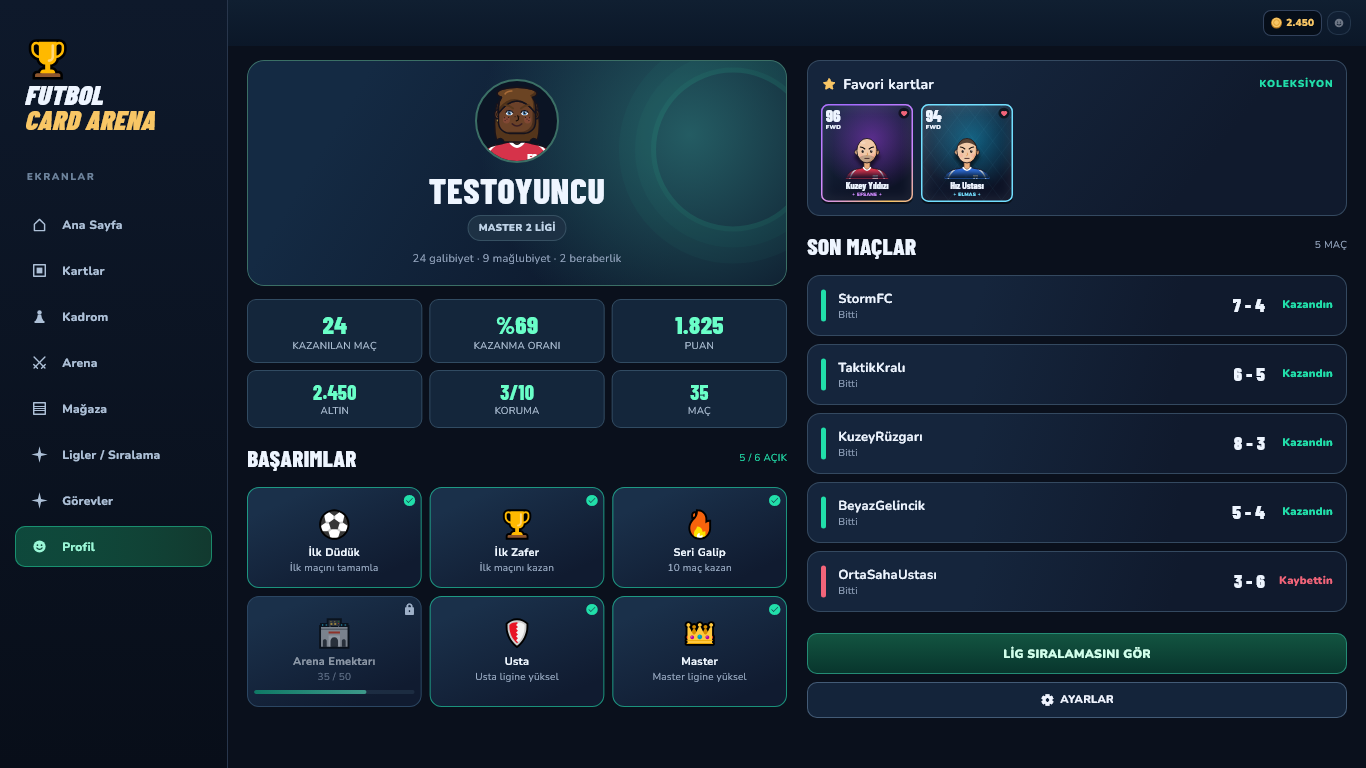 FUTBOL
CARD ARENA
EKRANLAR
Ana Sayfa
Kartlar
Kadrom
Arena
Mağaza
Ligler / Sıralama
Görevler
Profil
2.450
TESTOYUNCU
MASTER 2 LİGİ
24 galibiyet · 9 mağlubiyet · 2 beraberlik
24
KAZANILAN MAÇ
%69
KAZANMA ORANI
1.825
PUAN
2.450
ALTIN
3/10
KORUMA
35
MAÇ
BAŞARIMLAR
5 / 6 AÇIK
İlk Düdük
İlk maçını tamamla
İlk Zafer
İlk maçını kazan
Seri Galip
10 maç kazan
Arena Emektarı
35 / 50
Usta
Usta ligine yüksel
Master
Master ligine yüksel
Favori kartlar
KOLEKSİYON
96
FWD
Kuzey Yıldızı
• EFSANE •
94
FWD
Hız Ustası
• ELMAS •
SON MAÇLAR
5 MAÇ
StormFC
Bitti
7 - 4
Kazandın
TaktikKralı
Bitti
6 - 5
Kazandın
KuzeyRüzgarı
Bitti
8 - 3
Kazandın
BeyazGelincik
Bitti
5 - 4
Kazandın
OrtaSahaUstası
Bitti
3 - 6
Kaybettin
LİG SIRALAMASINI GÖR
AYARLAR